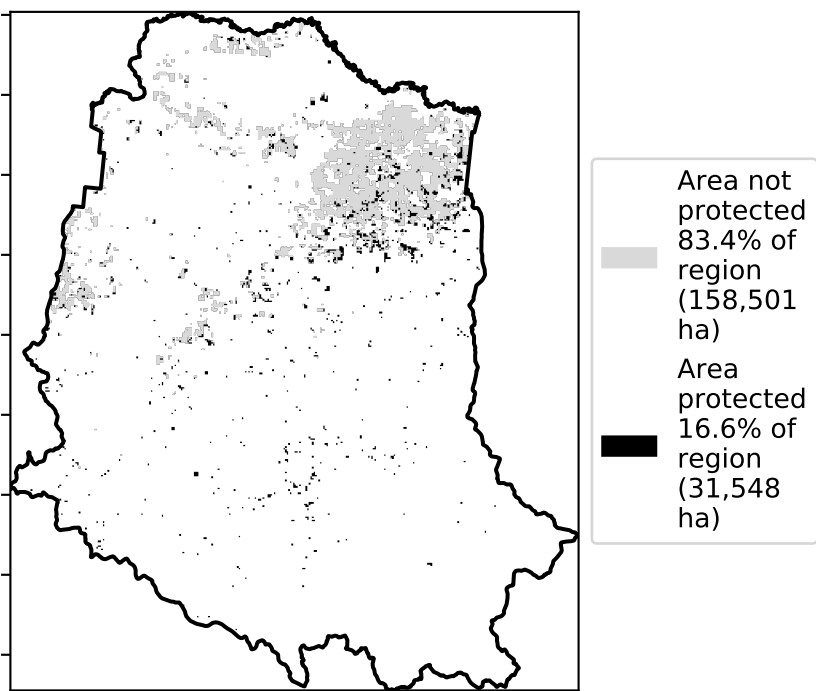 Area not
protected
83.4% of
region
(158,501
ha)
Area
protected
16.6% of
region
(31,548
ha)